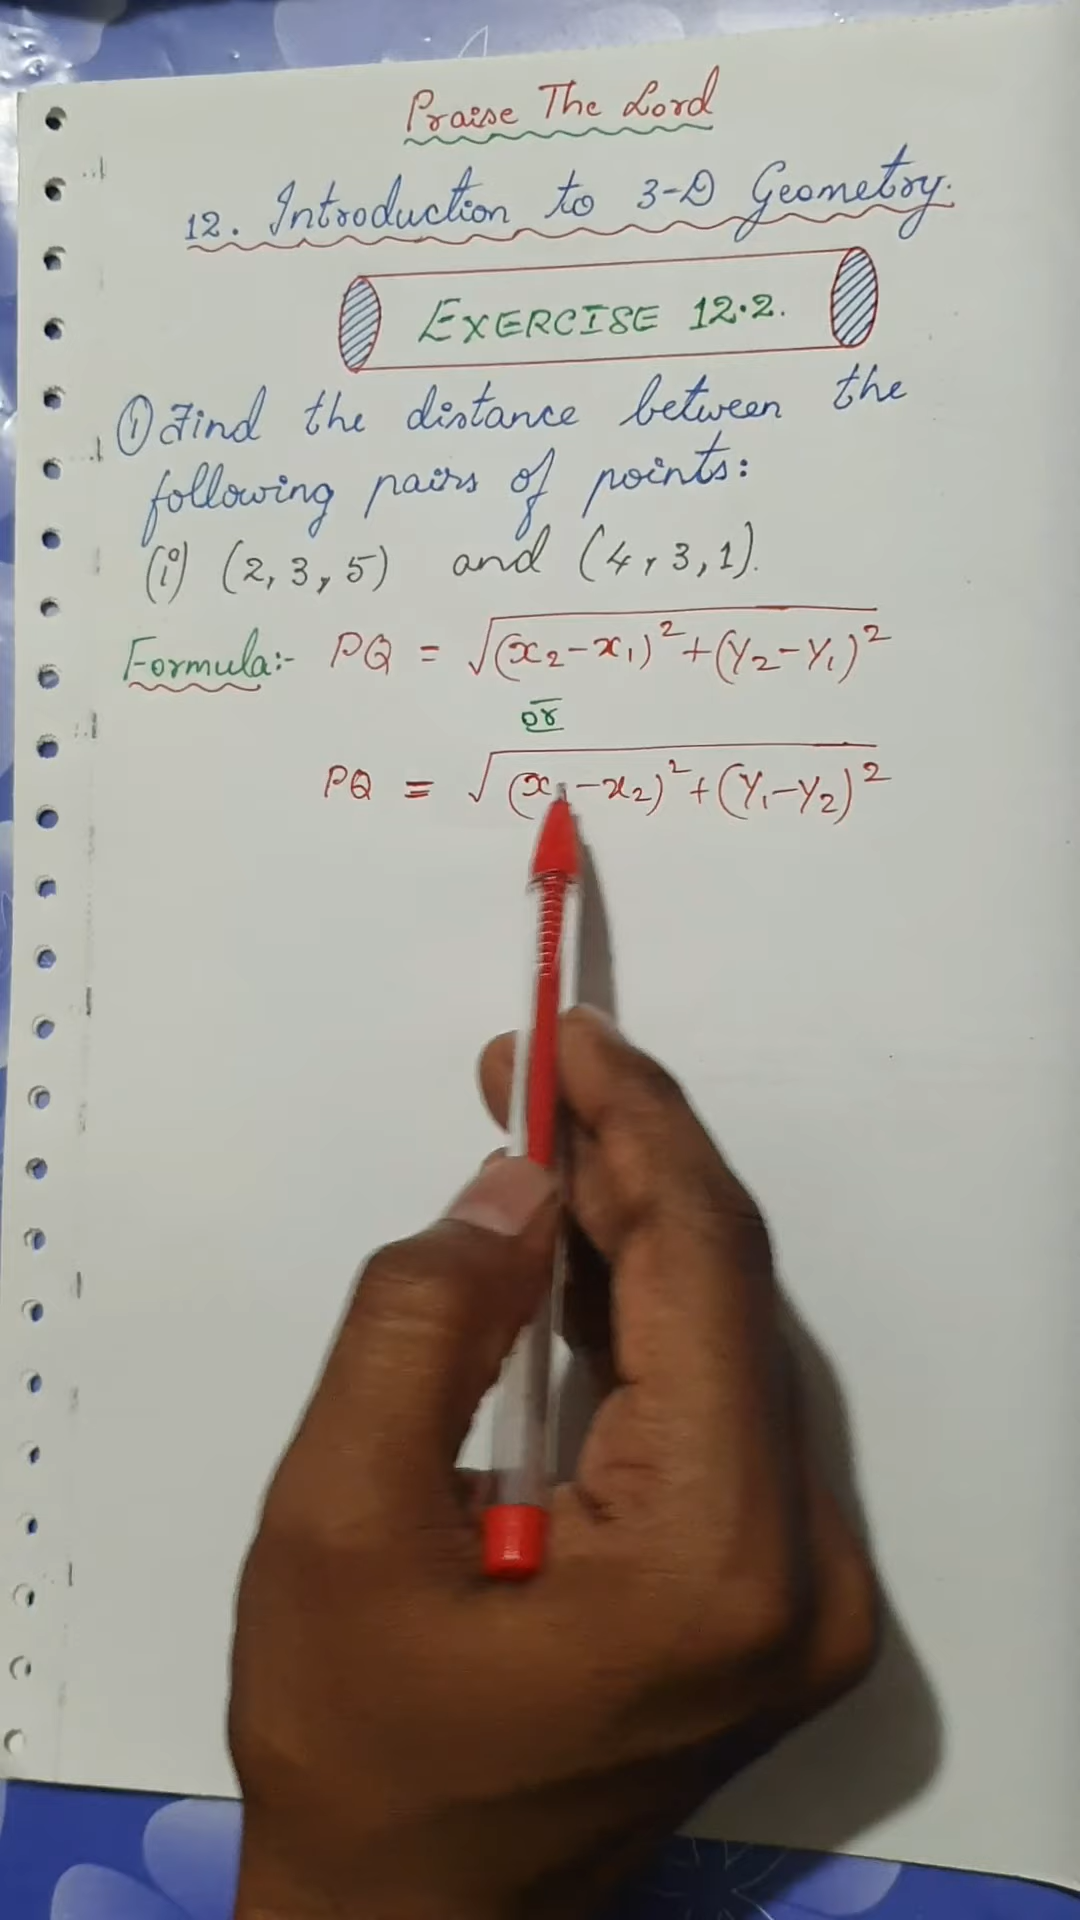 Praise The Lord
12. Introduction to 3-D Geometry.
EXERCISE 12.2.
① Find the distance between the
following pairs of points:
(i) (2, 3, 5) and (4, 3, 1).
Formula:- PQ = √(x₂-x₁)²+(y₂-y₁)²
or
PQ = √(x₁-x₂)²+(y₁-y₂)²